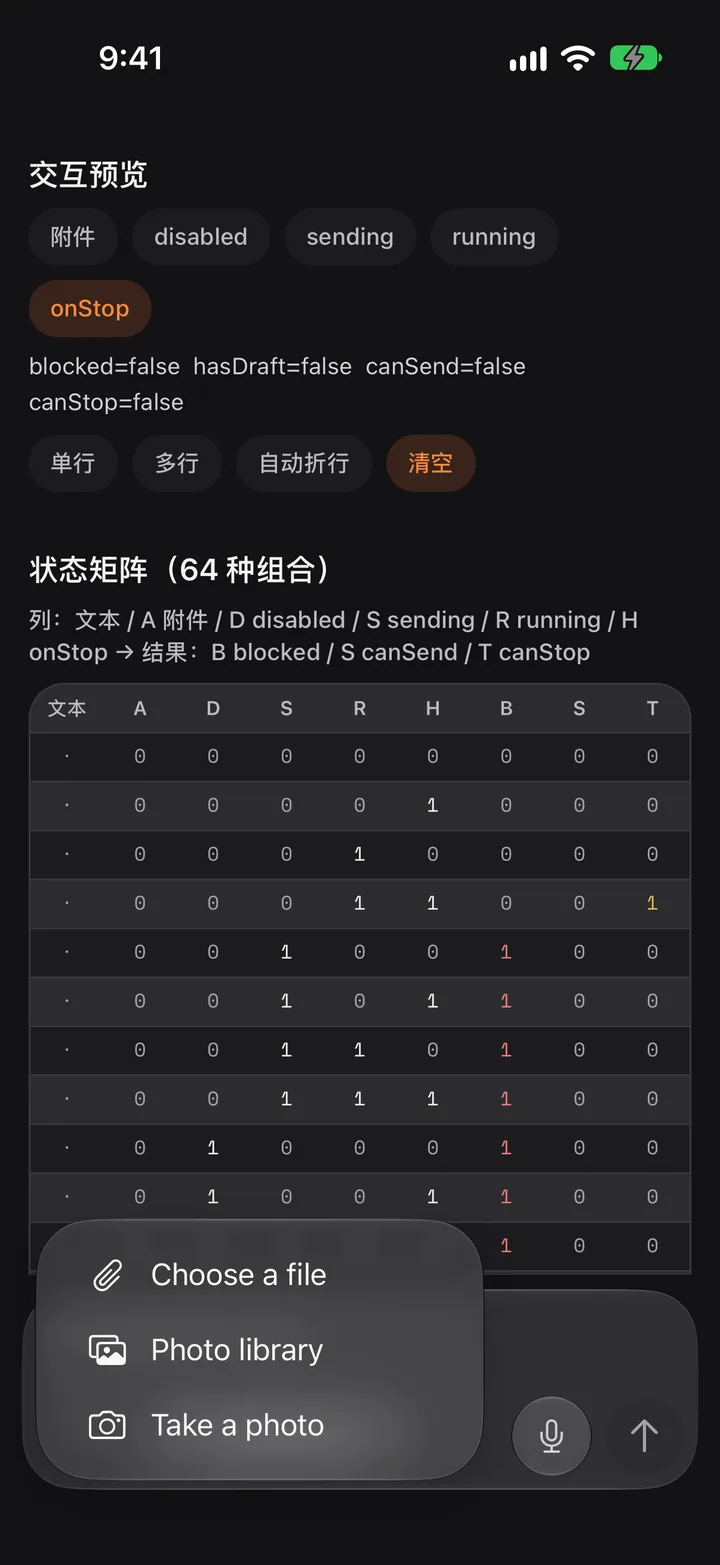 9:41
交互预览
附件 disabled sending running
onStop
blocked=false hasDraft=false canSend=false
canStop=false
单行 多行 自动折行 清空
状态矩阵（64 种组合）
列：文本 / A 附件 / D disabled / S sending / R running / H
onStop → 结果：B blocked / S canSend / T canStop
文本 A D S R H B S T
· 0 0 0 0 0 0 0 0
· 0 0 0 0 1 0 0 0
· 0 0 0 1 0 0 0 0
· 0 0 0 1 1 0 0 1
· 0 0 1 0 0 1 0 0
· 0 0 1 0 1 1 0 0
· 0 0 1 1 0 1 0 0
· 0 0 1 1 1 1 0 0
· 0 1 0 0 0 1 0 0
· 0 1 0 0 1 1 0 0
1 0 0
Choose a file
Photo library
Take a photo